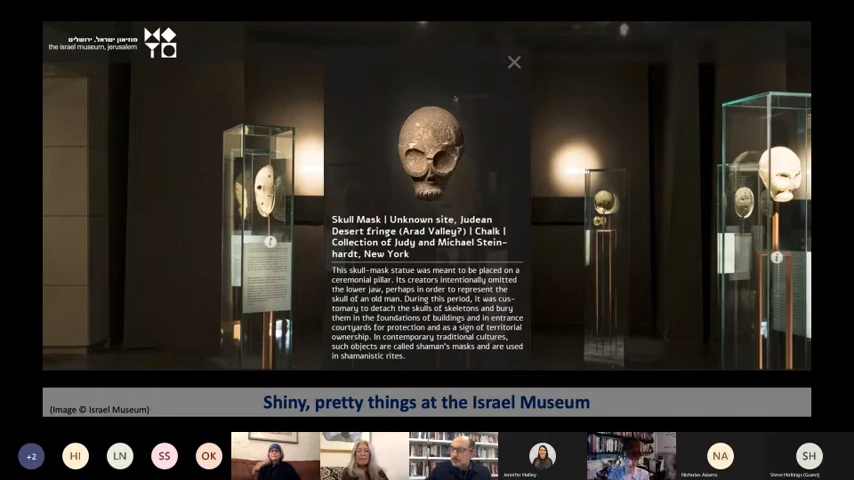 מוזיאון ישראל, ירושלים
the israel museum, jerusalem
Skull Mask | Unknown site, Judean
Desert fringe (Arad Valley?) | Chalk |
Collection of Judy and Michael Stein-
hardt, New York
This skull-mask statue was meant to be placed on a
ceremonial pillar. Its creators intentionally omitted
the lower jaw, perhaps in order to represent the
skull of an old man. During this period, it was cus-
tomary to detach the skulls of skeletons and bury
them in the foundations of buildings and in entrance
courtyards for protection and as a sign of territorial
ownership. In contemporary traditional cultures,
such objects are called shaman's masks and are used
in shamanistic rites.
(Image © Israel Museum)
Shiny, pretty things at the Israel Museum
+2
HI
LN
SS
OK
Jennifer Halley
Nicholas Adams
NA
Steve Hollings (Guest)
SH